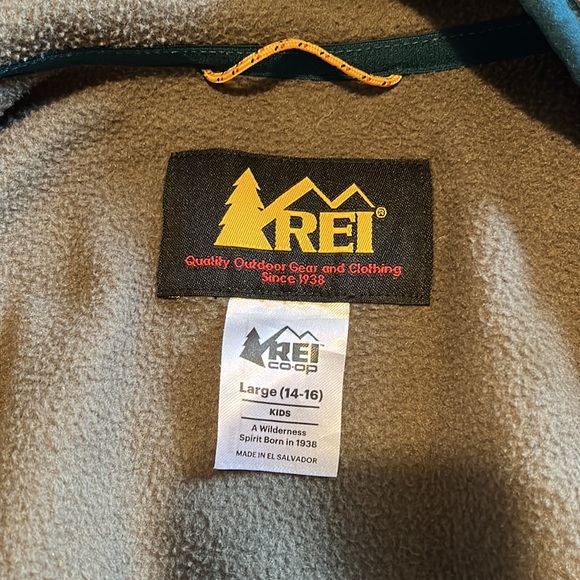 REI®
Quality Outdoor Gear and Clothing
Since 1938
REI™
CO·OP
Large (14-16)
KIDS
A Wilderness
Spirit Born in 1938
MADE IN EL SALVADOR